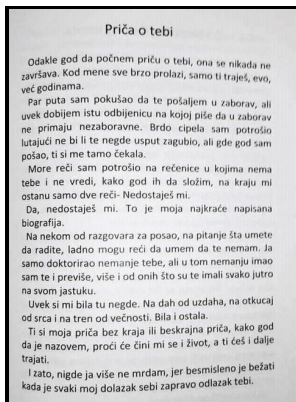 Priča o tebi
Odakle god da počnem priču o tebi, ona se nikada ne
završava. Kod mene sve brzo prolazi, samo ti traješ, evo,
već godinama.
Par puta sam pokušao da te pošaljem u zaborav, ali
uvek dobijem istu odbijenicu na kojoj piše da u zaborav
ne primaju nezaboravne. Brdo cipela sam potrošio
lutajući ne bi li te negde usput zagubio, ali gde god sam
pošao, ti si me tamo čekala.
More reči sam potrošio na rečenice u kojima nema
tebe i ne vredi, kako god ih da složim, na kraju mi
ostanu samo dve reči- Nedostaješ mi.
Da, nedostaješ mi. To je moja najkraće napisana
biografija.
Na nekom od razgovara za posao, na pitanje šta umete
da radite, ladno mogu reći da umem da te nemam. Ja
samo doktorirao nemanje tebe, ali u tom nemanju imao
sam te i previše, više i od onih što su te imali svako jutro
na svom jastuku.
Uvek si mi bila tu negde. Na dah od uzdaha, na otkucaj
od srca i na tren od večnosti. Bila i ostala.
Ti si moja priča bez kraja ili beskrajna priča, kako god
da je nazovem, proći će čini mi se i život, a ti ćeš i dalje
trajati.
I zato, nigde ja više ne mrdam, jer besmisleno je bežati
kada je svaki moj dolazak sebi zapravo odlazak tebi.